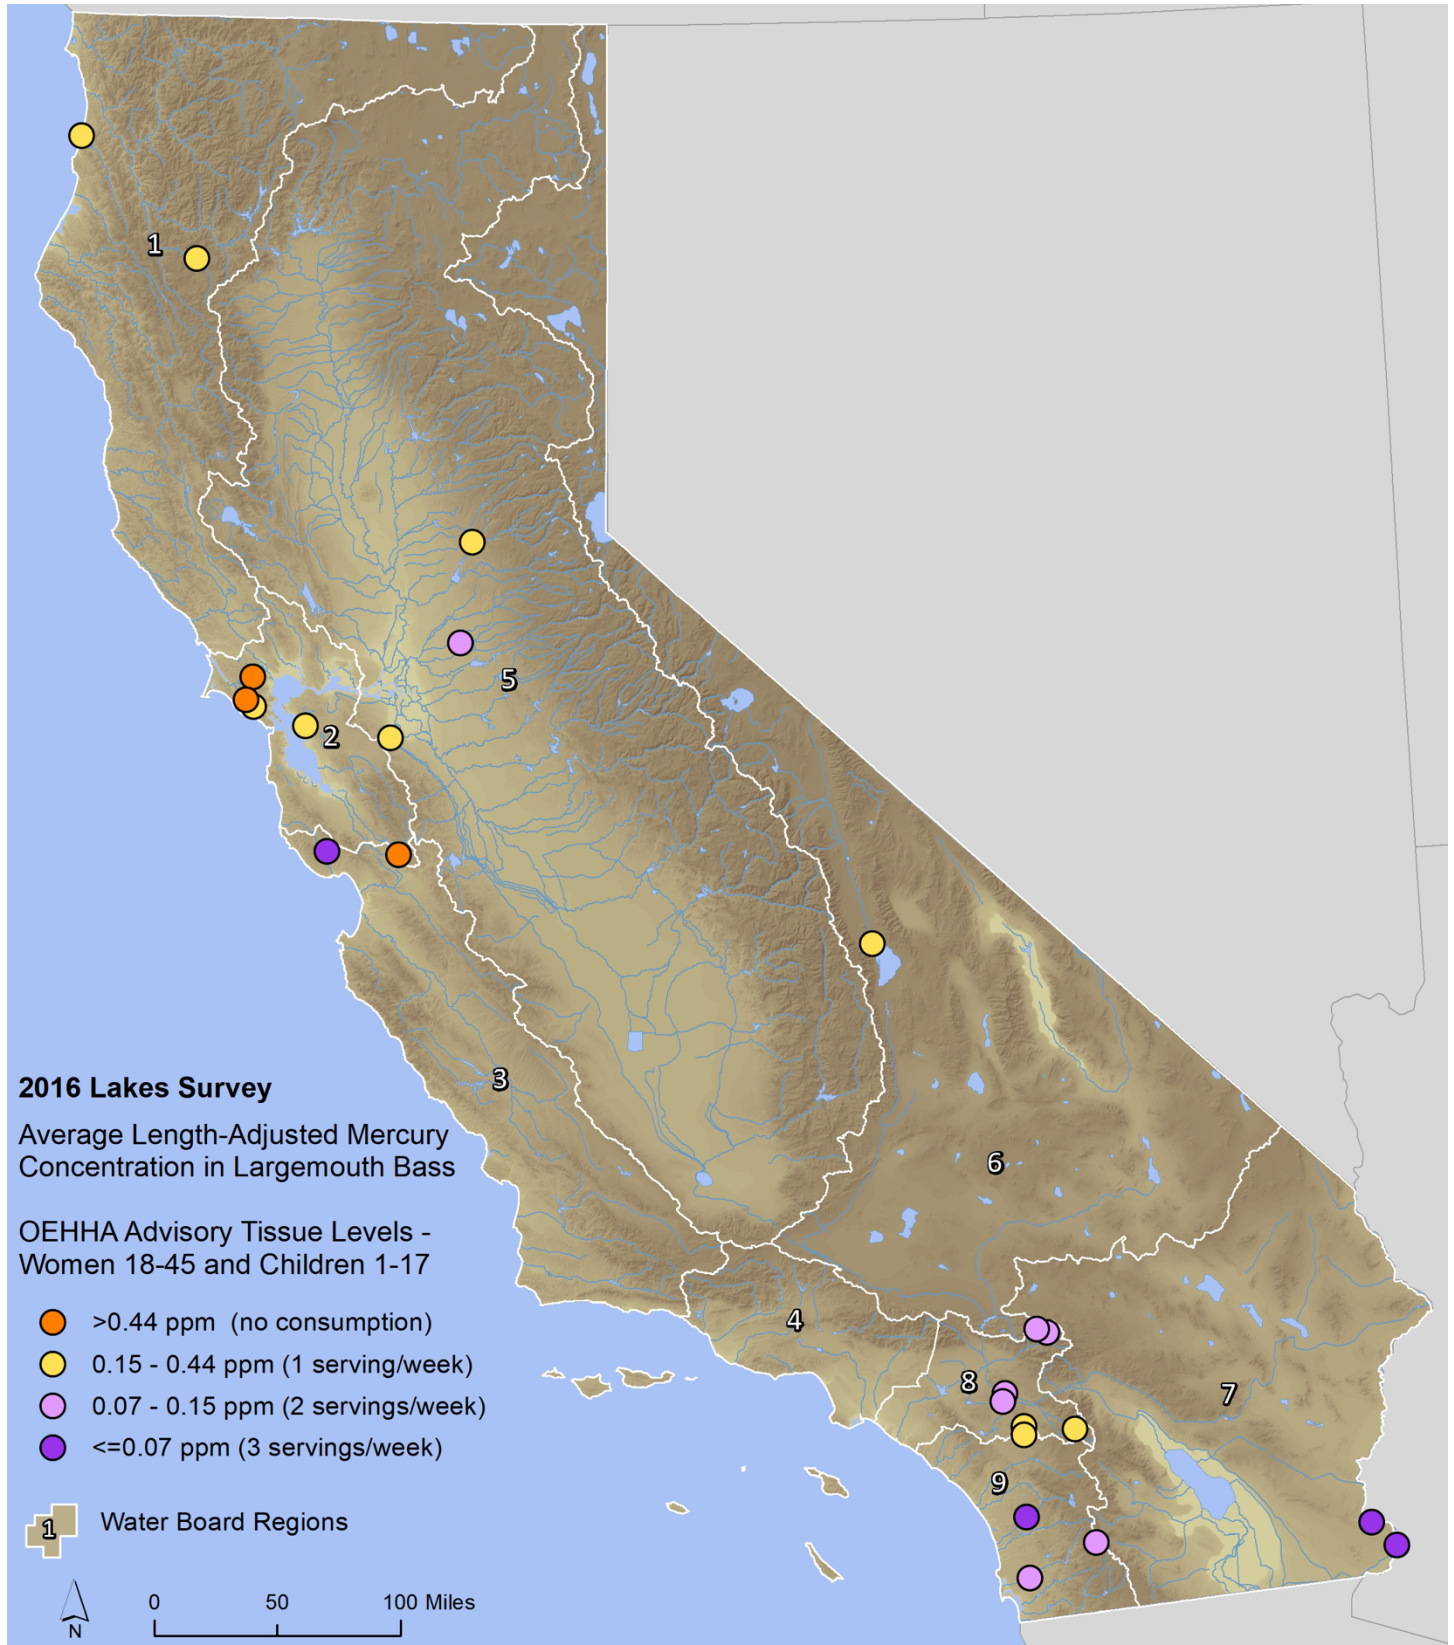 1
2
5
3
6
4
8
7
9
2016 Lakes Survey
Average Length-Adjusted Mercury
Concentration in Largemouth Bass
OEHHA Advisory Tissue Levels -
Women 18-45 and Children 1-17
>0.44 ppm (no consumption)
0.15 - 0.44 ppm (1 serving/week)
0.07 - 0.15 ppm (2 servings/week)
<=0.07 ppm (3 servings/week)
1 Water Board Regions
N 0 50 100 Miles